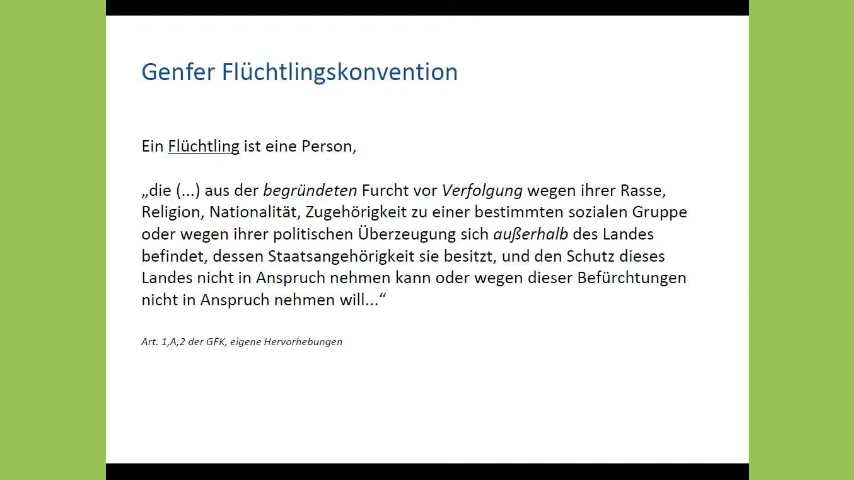 Genfer Flüchtlingskonvention
Ein Flüchtling ist eine Person,
„die (...) aus der begründeten Furcht vor Verfolgung wegen ihrer Rasse,
Religion, Nationalität, Zugehörigkeit zu einer bestimmten sozialen Gruppe
oder wegen ihrer politischen Überzeugung sich außerhalb des Landes
befindet, dessen Staatsangehörigkeit sie besitzt, und den Schutz dieses
Landes nicht in Anspruch nehmen kann oder wegen dieser Befürchtungen
nicht in Anspruch nehmen will...“
Art. 1,A,2 der GFK, eigene Hervorhebungen